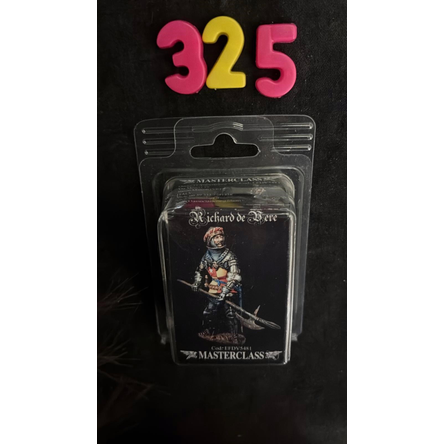 325
MASTERCLASS
Richard de Vere
MASTERCLASS